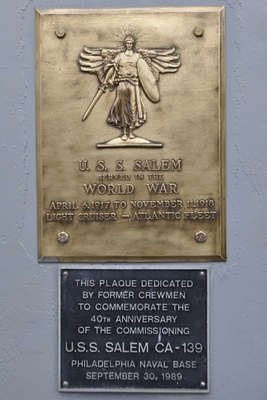 U. S. S. SALEM
SERVED IN THE
WORLD WAR
APRIL 6, 1917 TO NOVEMBER 11, 1918
LIGHT CRUISER — ATLANTIC FLEET
THIS PLAQUE DEDICATED
BY FORMER CREWMEN
TO COMMEMORATE THE
40TH ANNIVERSARY
OF THE COMMISSIONING
U.S.S. SALEM CA-139
PHILADELPHIA NAVAL BASE
SEPTEMBER 30, 1989